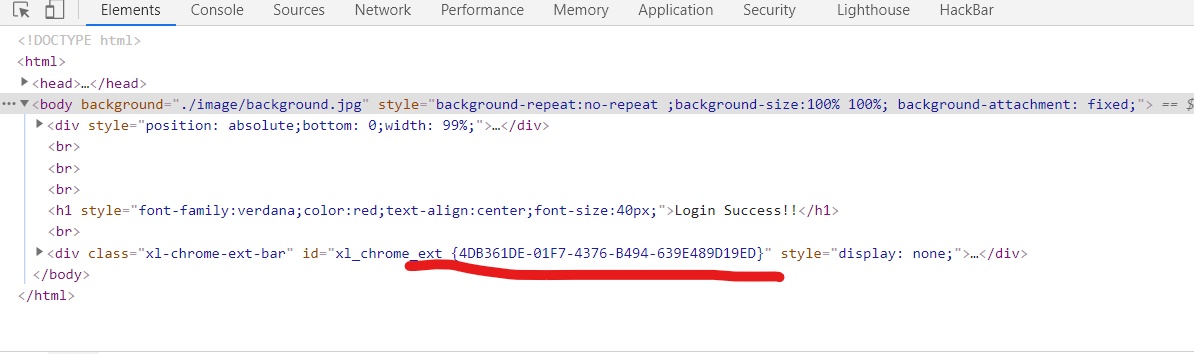 Elements Console Sources Network Performance Memory Application Security Lighthouse HackBar
<!DOCTYPE html>
<html>
<head>…</head>
<body background="./image/background.jpg" style="background-repeat:no-repeat ;background-size:100% 100%; background-attachment: fixed;"> == $
<div style="position: absolute;bottom: 0;width: 99%;">…</div>
<br>
<br>
<br>
<h1 style="font-family:verdana;color:red;text-align:center;font-size:40px;">Login Success!!</h1>
<br>
<div class="xl-chrome-ext-bar" id="xl_chrome_ext_{4DB361DE-01F7-4376-B494-639E489D19ED}" style="display: none;">…</div>
</body>
</html>